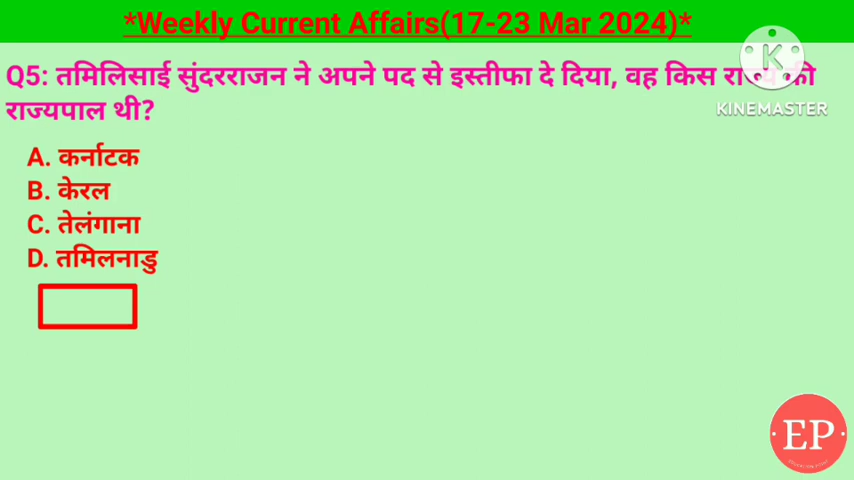 *Weekly Current Affairs(17-23 Mar 2024)*
Q5: तमिलिसाई सुंदरराजन ने अपने पद से इस्तीफा दे दिया, वह किस राज्य की
राज्यपाल थी?
A. कर्नाटक
B. केरल
C. तेलंगाना
D. तमिलनाडु
K
KINEMASTER
EP